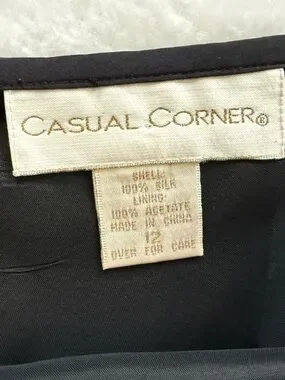 CASUAL CORNER®
SHELL:
100% SILK
LINING:
100% ACETATE
MADE IN CHINA
12
OVER FOR CARE